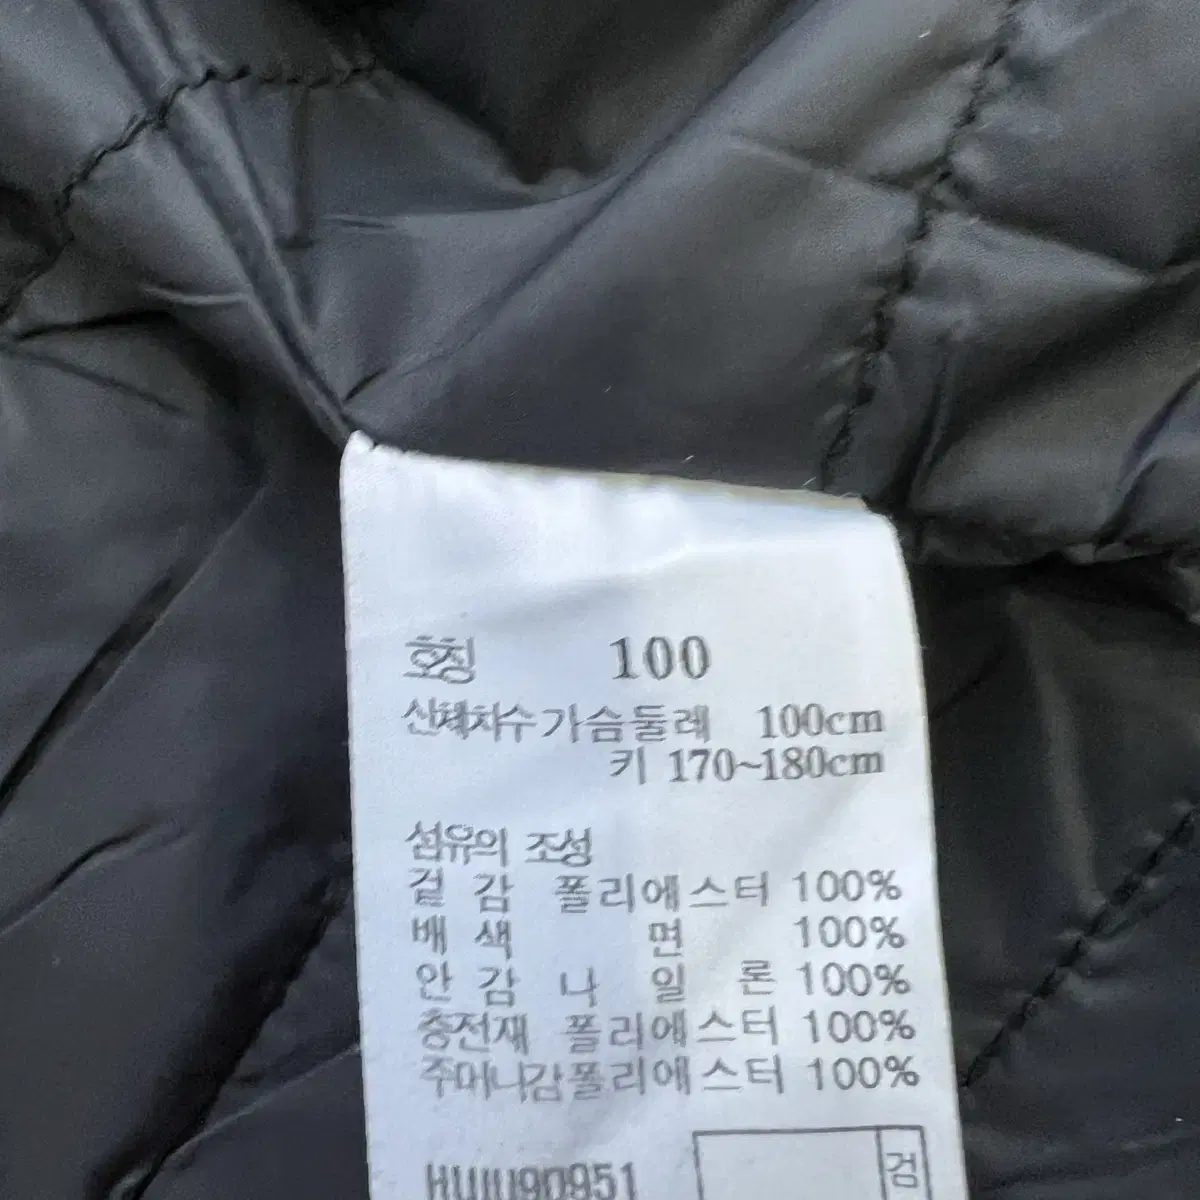 호칭 100
신체치수 가슴둘레 100cm
키 170~180cm
섬유의 조성
겉 감 폴리에스터 100%
배 색 면 100%
안 감 나 일 론 100%
충전재 폴리에스터 100%
주머니감 폴리에스터 100%
검